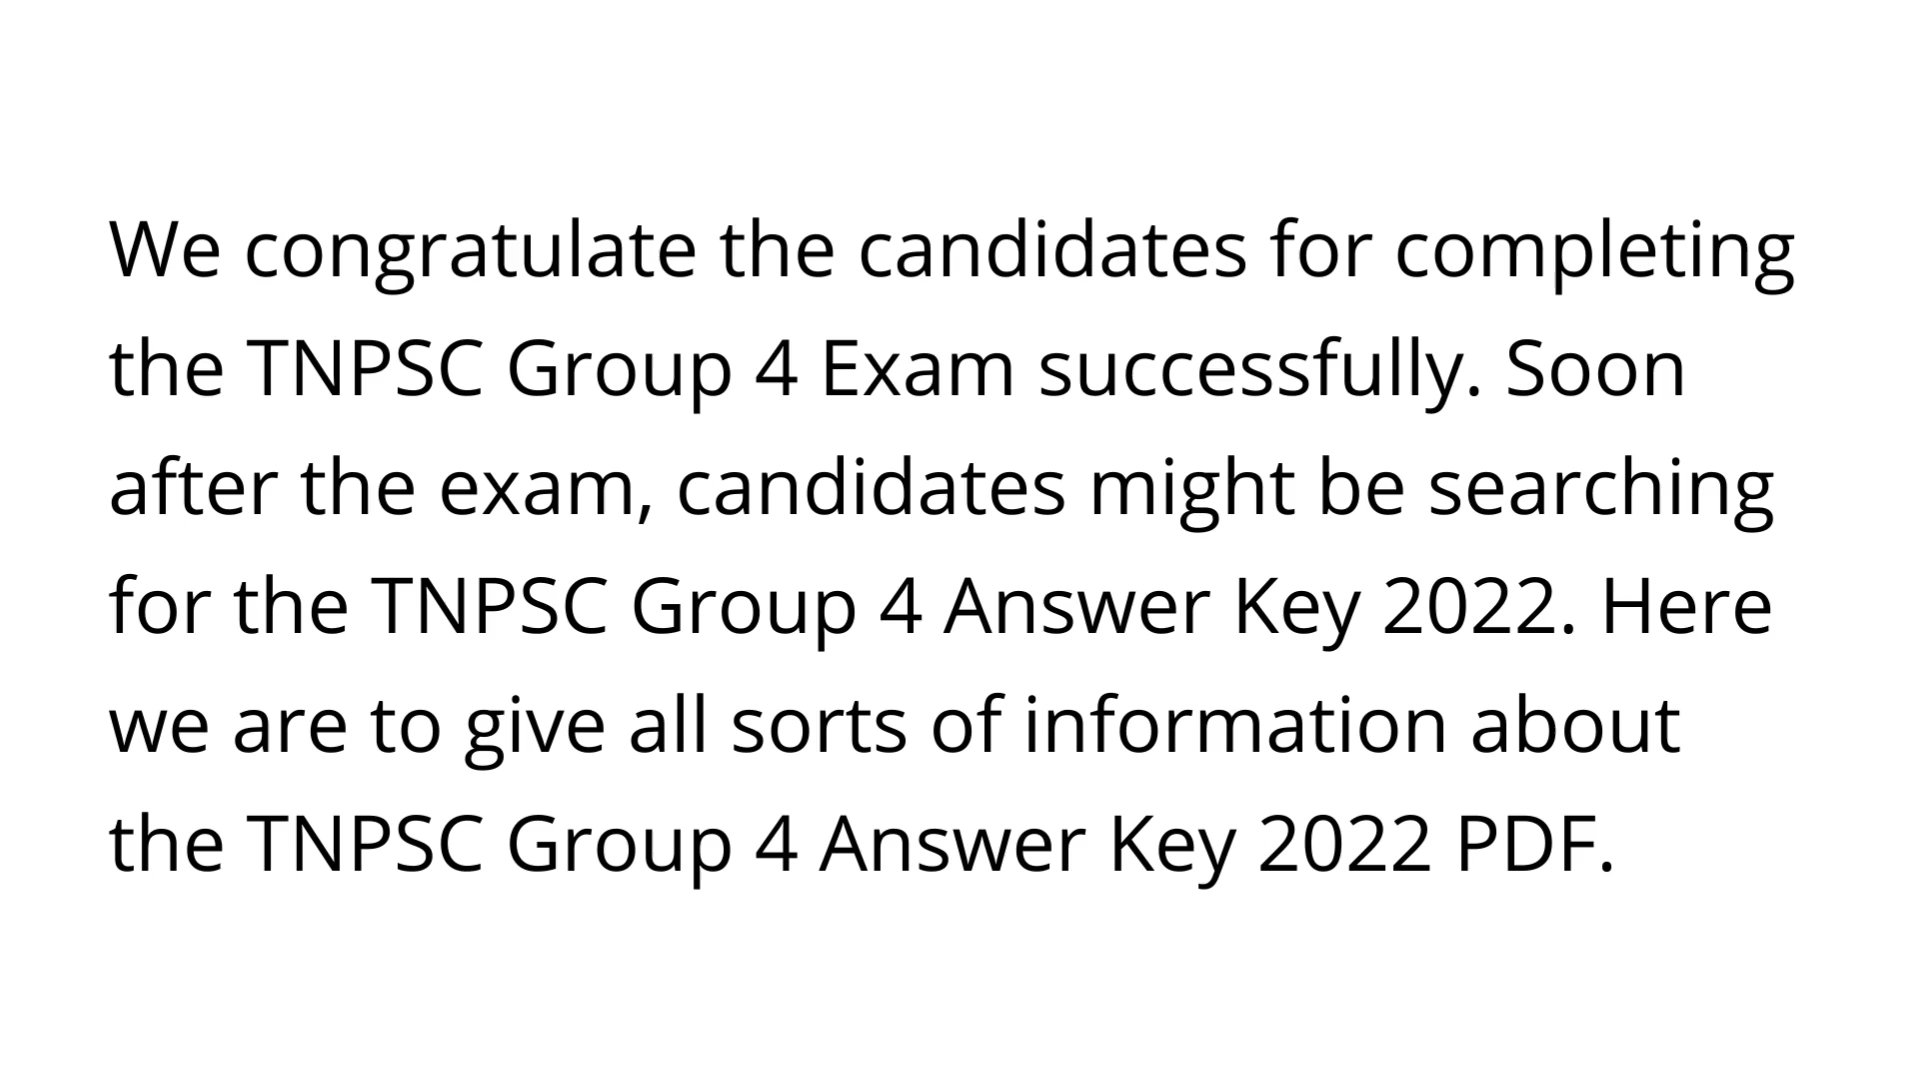 We congratulate the candidates for completing
the TNPSC Group 4 Exam successfully. Soon
after the exam, candidates might be searching
for the TNPSC Group 4 Answer Key 2022. Here
we are to give all sorts of information about
the TNPSC Group 4 Answer Key 2022 PDF.